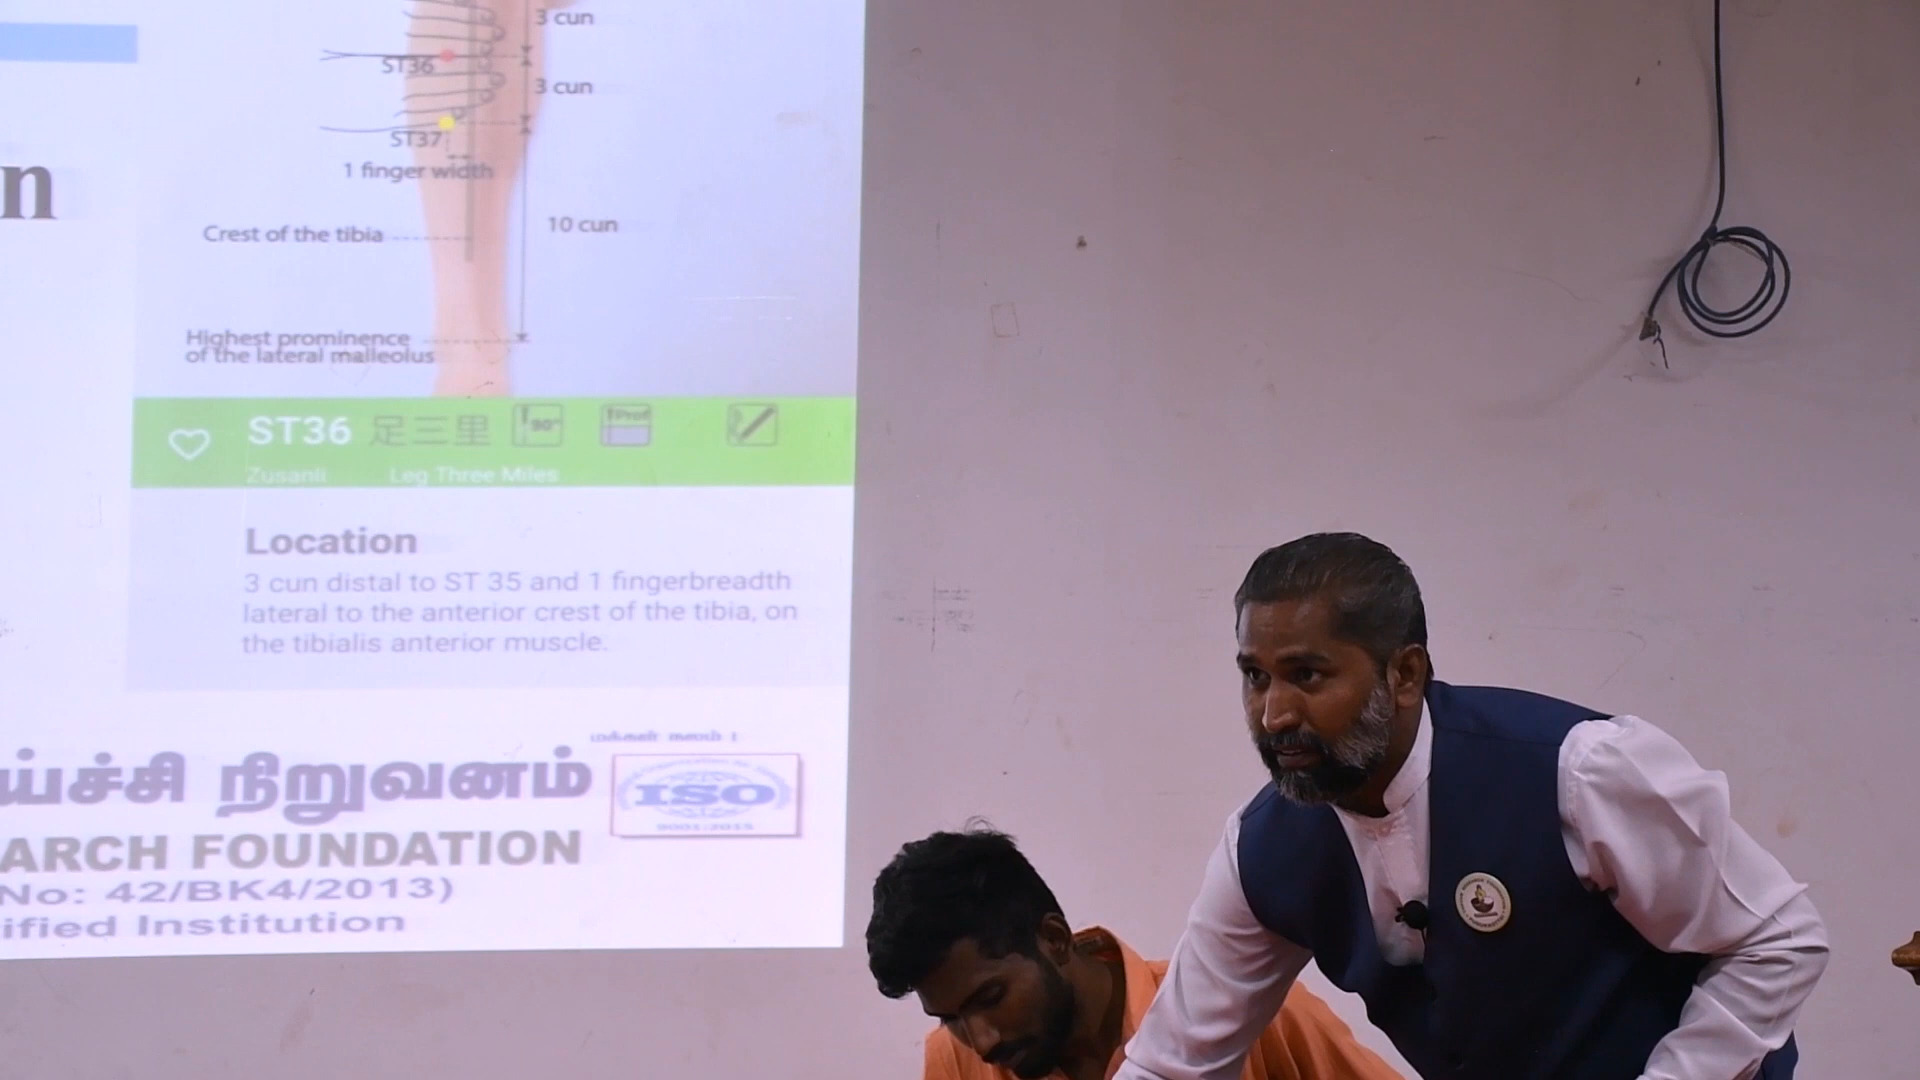 3 cun
ST36
3 cun
ST37
1 finger width
n
10 cun
Crest of the tibia
Highest prominence
of the lateral malleolus
ST36 足三里 90°
Zusanli Leg Three Miles
Location
3 cun distal to ST 35 and 1 fingerbreadth
lateral to the anterior crest of the tibia, on
the tibialis anterior muscle.
ய்ச்சி நிறுவனம்
ISO
9001:2015
ARCH FOUNDATION
No: 42/BK4/2013)
ified Institution